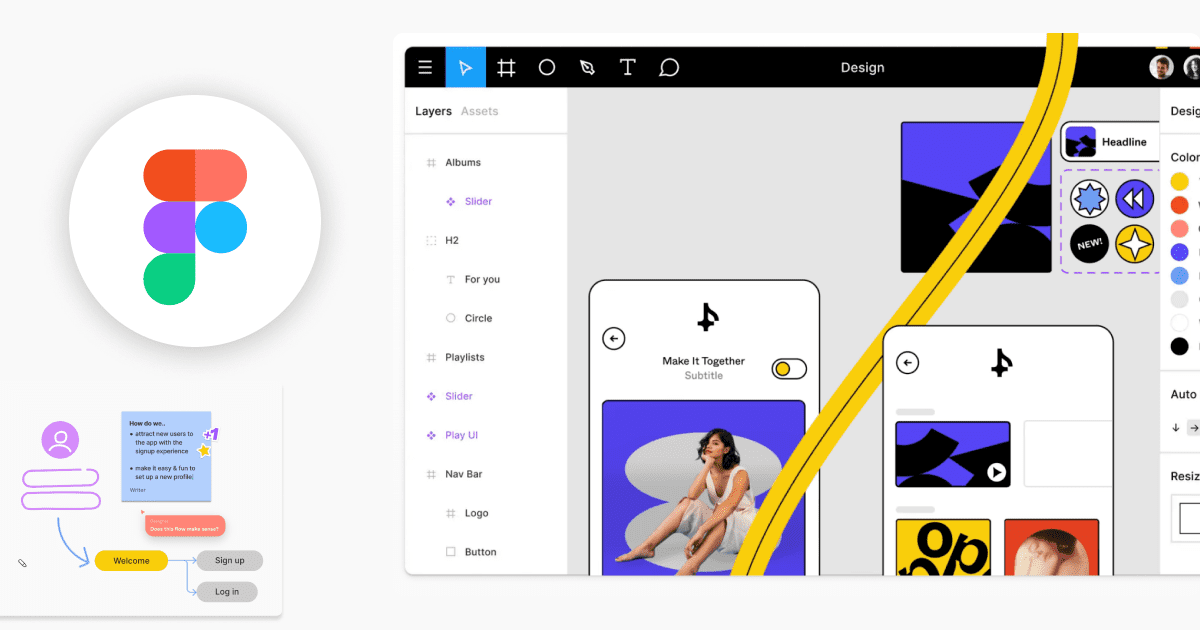 Design
Layers Assets
Albums
Slider
H2
For you
Circle
Playlists
Slider
Play UI
Nav Bar
Logo
Button
Make It Together
Subtitle
Headline
NEW!
Desig
Color
Auto
Resiz
How do we..
• attract new users to
the app with the
signup experience
• make it easy & fun to
set up a new profile
Writer
+1
Does this flow make sense?
Welcome
Sign up
Log in